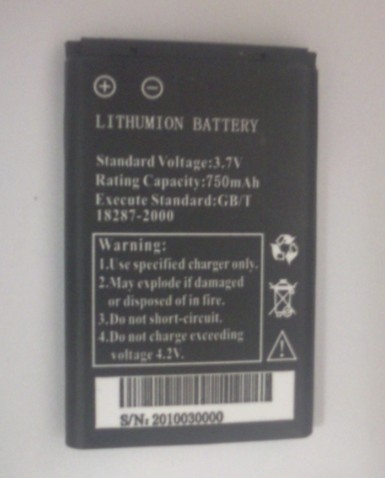 + -
LITHUMION BATTERY
Standard Voltage:3.7V
Rating Capacity:750mAh
Execute Standard:GB/T
18287-2000
Warning:
1.Use specified charger only.
2.May explode if damaged
or disposed of in fire.
3.Do not short-circuit.
4.Do not charge exceeding
voltage 4.2V.
S/N: 2010030000